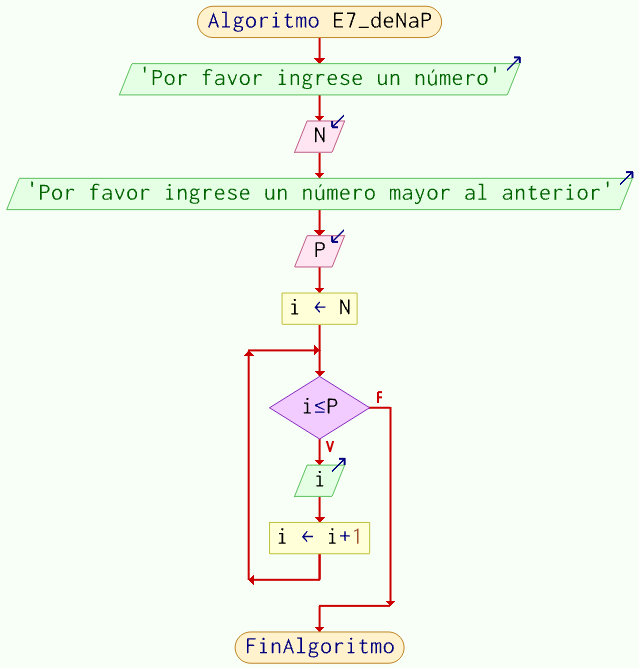 Algoritmo E7_deNaP
'Por favor ingrese un número'
N
'Por favor ingrese un número mayor al anterior'
P
i ← N
i≤P
F
V
i
i ← i+1
FinAlgoritmo